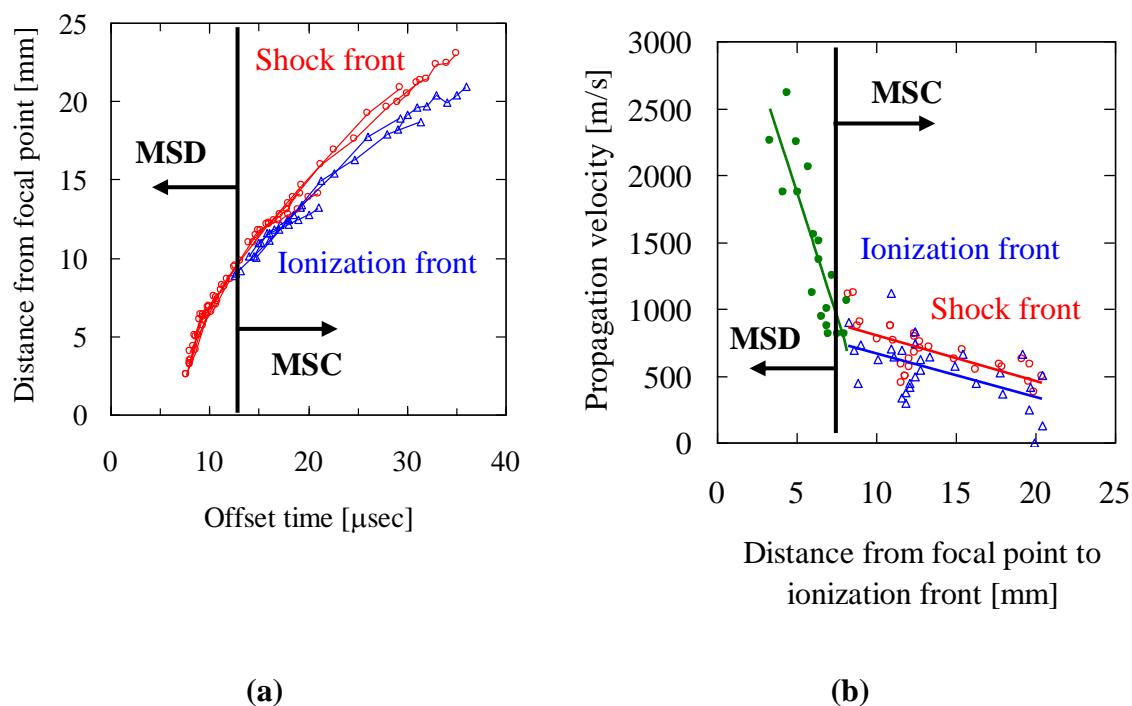 25
20
15
10
5
0
0
10
20
30
40
Distance from focal point [mm]
Offset time [μsec]
Shock front
MSD
Ionization front
MSC
(a)
3000
2500
2000
1500
1000
500
0
0
5
10
15
20
25
Propagation velocity [m/s]
MSC
Ionization front
Shock front
MSD
Distance from focal point to
ionization front [mm]
(b)